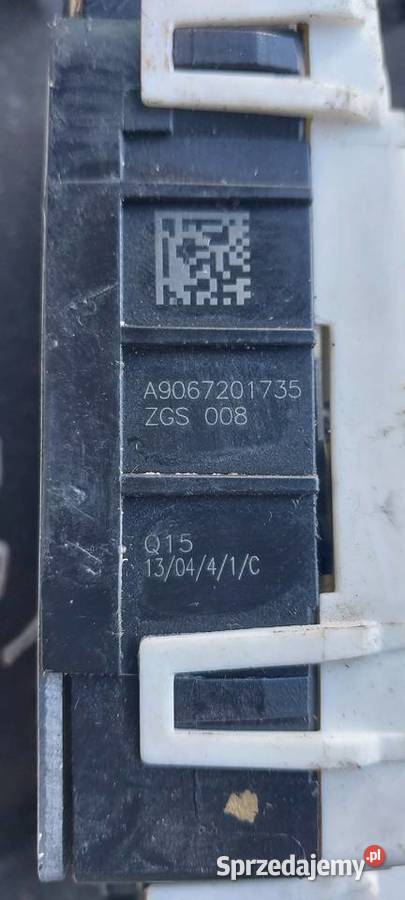 A9067201735
ZGS 008
Q15
13/04/4/1/C
Sprzedajemy.pl